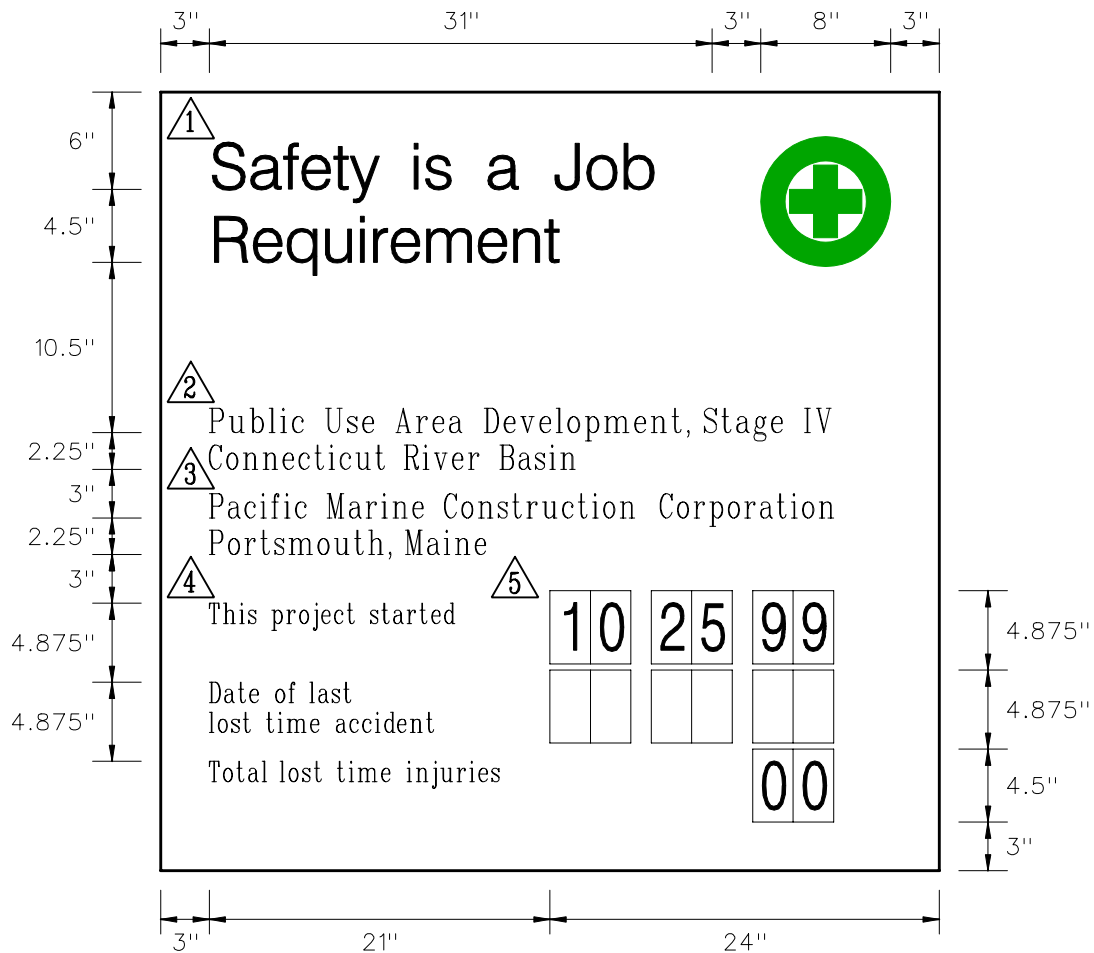 3" 31" 3" 8" 3"
1
6"
Safety is a Job
4.5"
Requirement
10.5"
2
Public Use Area Development, Stage IV
2.25"
Connecticut River Basin
3
3"
Pacific Marine Construction Corporation
2.25"
Portsmouth, Maine
3"
4 5
This project started 10 25 99
4.875" 4.875"
Date of last
4.875" 4.875"
lost time accident
Total lost time injuries 00
4.5"
3"
3" 21" 24"